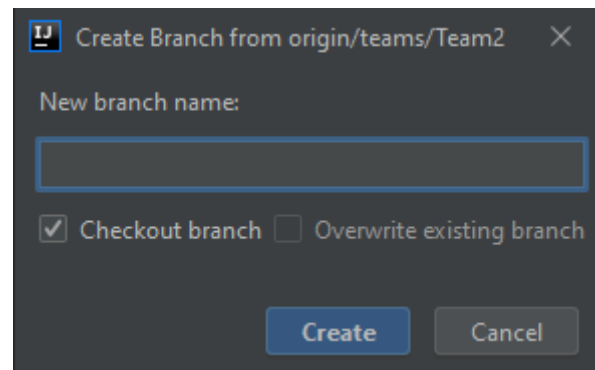 IJ Create Branch from origin/teams/Team2
New branch name:
Checkout branch Overwrite existing branch
Create Cancel